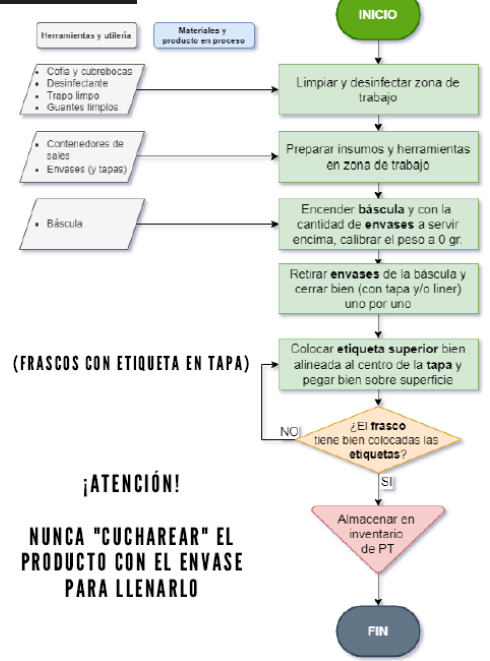 INICIO
Herramientas y utilería
Materiales y
producto en proceso
• Cofia y cubrebocas
• Desinfectante
• Trapo limpo
• Guantes limpios
Limpiar y desinfectar zona de
trabajo
• Contenedores de
sales
• Envases (y tapas)
Preparar insumos y herramientas
en zona de trabajo
• Báscula
Encender báscula y con la
cantidad de envases a servir
encima, calibrar el peso a 0 gr.
Retirar envases de la báscula y
cerrar bien (con tapa y/o liner)
uno por uno
(FRASCOS CON ETIQUETA EN TAPA)
Colocar etiqueta superior bien
alineada al centro de la tapa y
pegar bien sobre superficie
NO
¿El frasco
tiene bien colocadas las
etiquetas?
SI
¡ATENCIÓN!
NUNCA "CUCHAREAR" EL
PRODUCTO CON EL ENVASE
PARA LLENARLO
Almacenar en
inventario
de PT
FIN